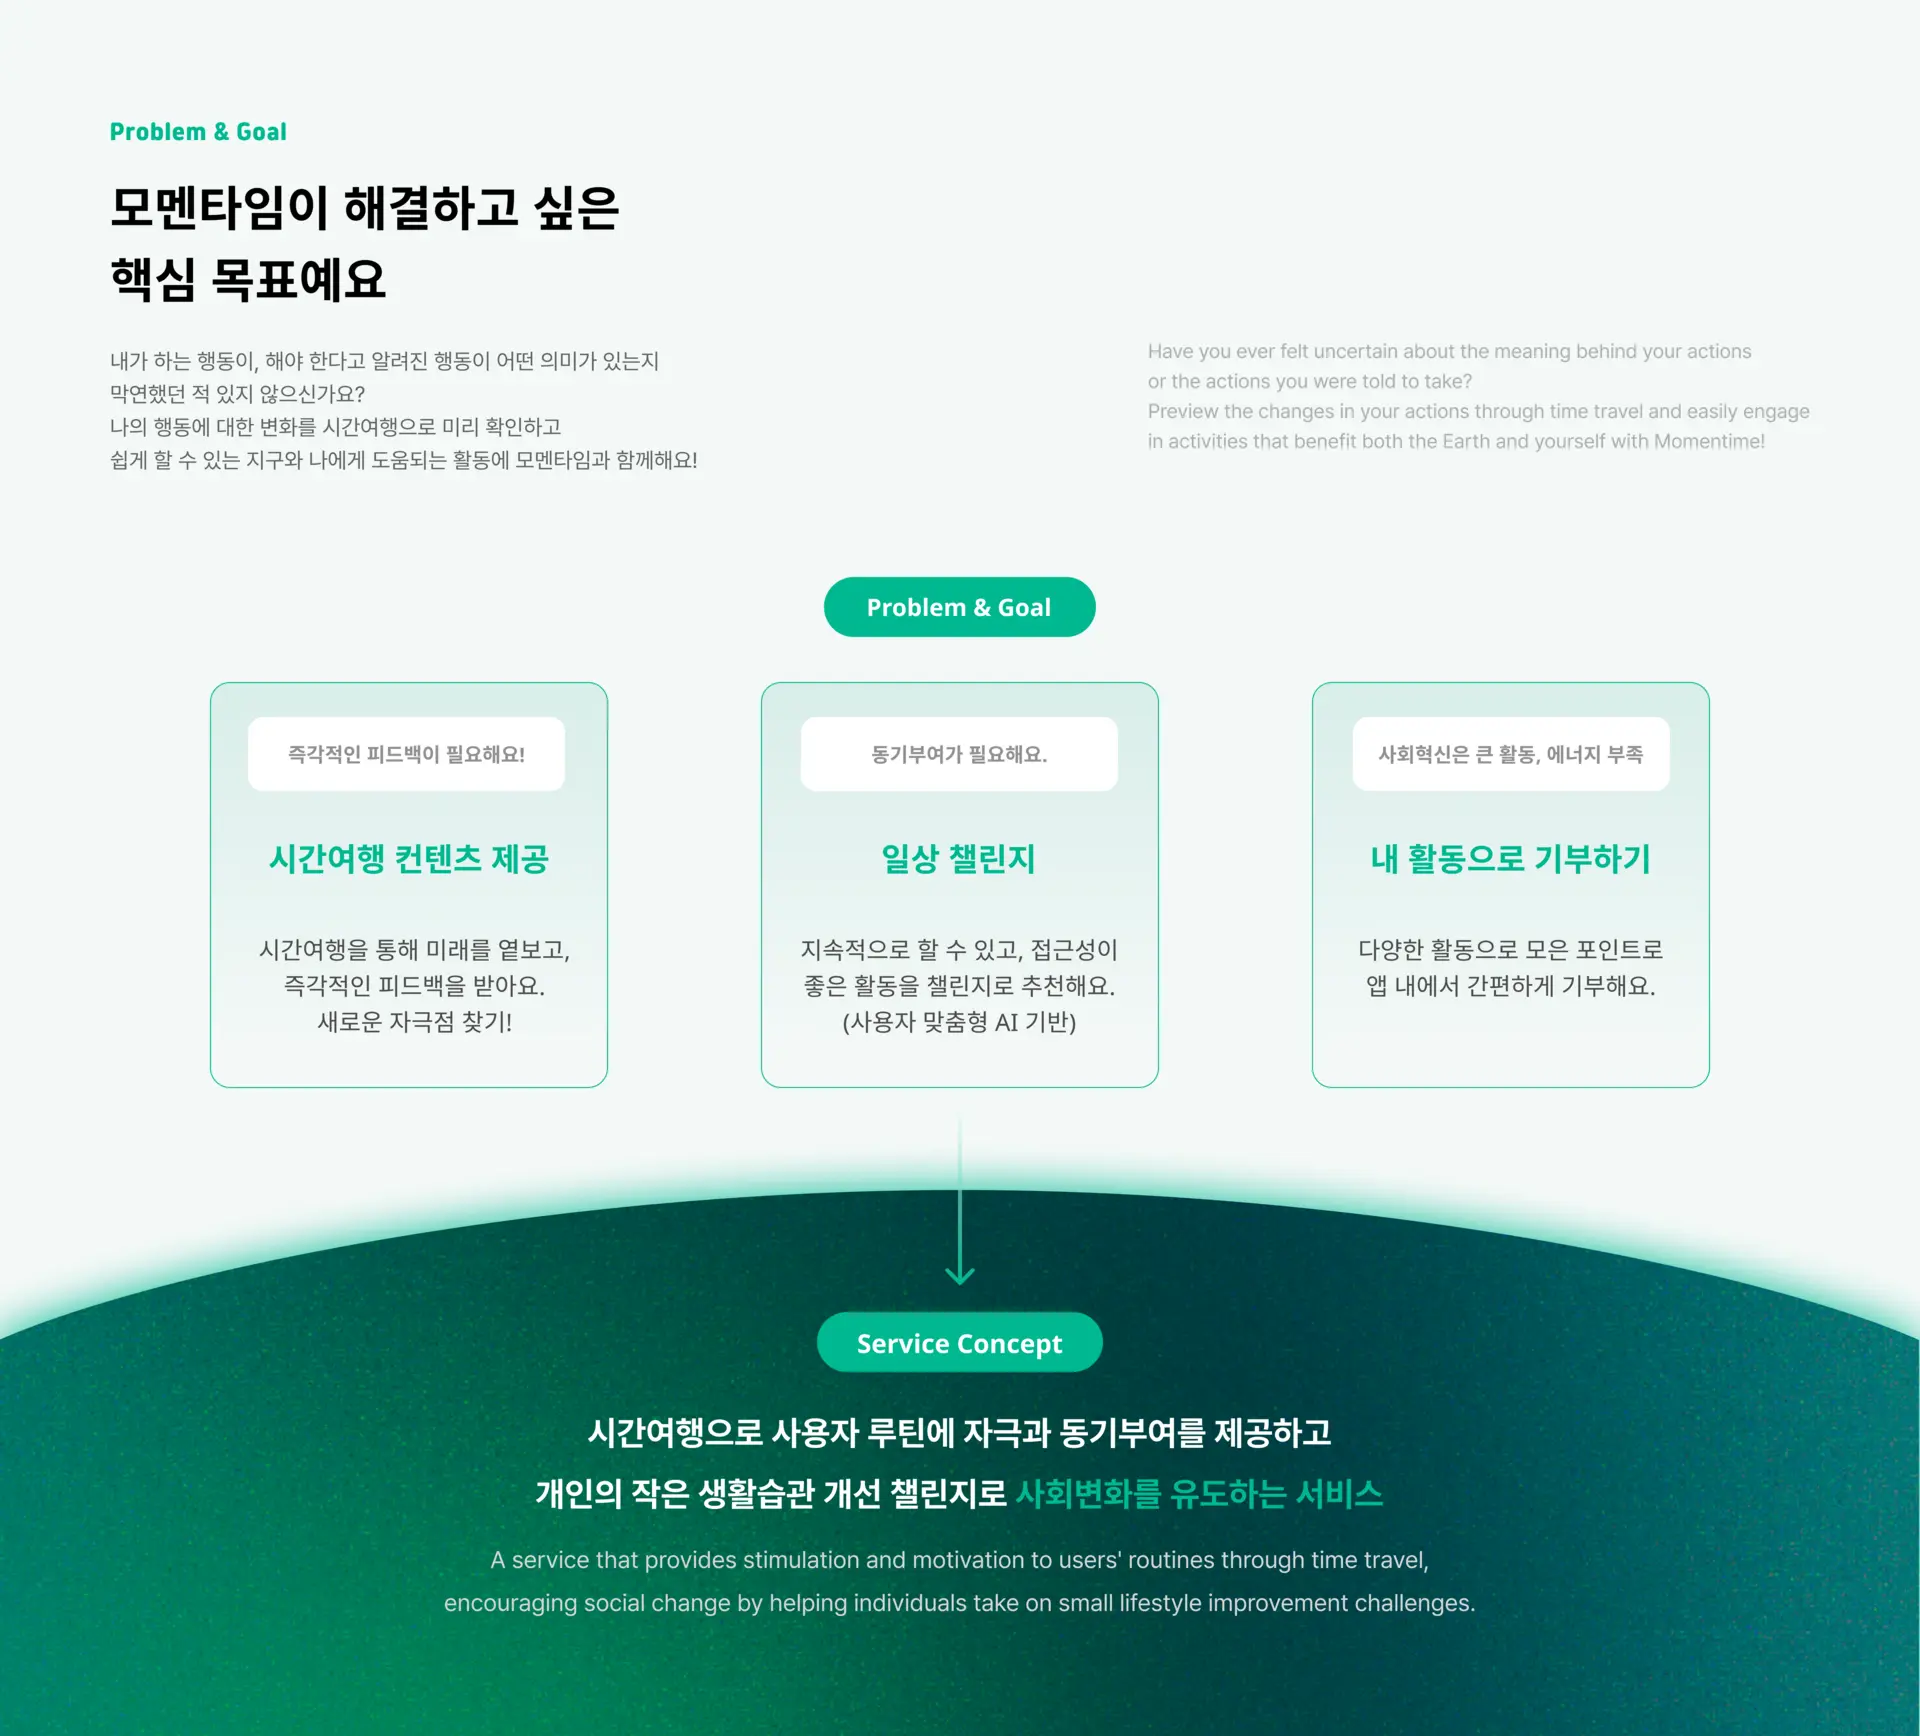 Problem & Goal
모멘타임이 해결하고 싶은
핵심 목표예요
내가 하는 행동이, 해야 한다고 알려진 행동이 어떤 의미가 있는지
막연했던 적 있지 않으신가요?
나의 행동에 대한 변화를 시간여행으로 미리 확인하고
쉽게 할 수 있는 지구와 나에게 도움되는 활동에 모멘타임과 함께해요!
Have you ever felt uncertain about the meaning behind your actions
or the actions you were told to take?
Preview the changes in your actions through time travel and easily engage
in activities that benefit both the Earth and yourself with Momentime!
Problem & Goal
즉각적인 피드백이 필요해요!
시간여행 컨텐츠 제공
시간여행을 통해 미래를 옅보고,
즉각적인 피드백을 받아요.
새로운 자극점 찾기!
동기부여가 필요해요.
일상 챌린지
지속적으로 할 수 있고, 접근성이
좋은 활동을 챌린지로 추천해요.
(사용자 맞춤형 AI 기반)
사회혁신은 큰 활동, 에너지 부족
내 활동으로 기부하기
다양한 활동으로 모은 포인트로
앱 내에서 간편하게 기부해요.
Service Concept
시간여행으로 사용자 루틴에 자극과 동기부여를 제공하고
개인의 작은 생활습관 개선 챌린지로 사회변화를 유도하는 서비스
A service that provides stimulation and motivation to users' routines through time travel,
encouraging social change by helping individuals take on small lifestyle improvement challenges.